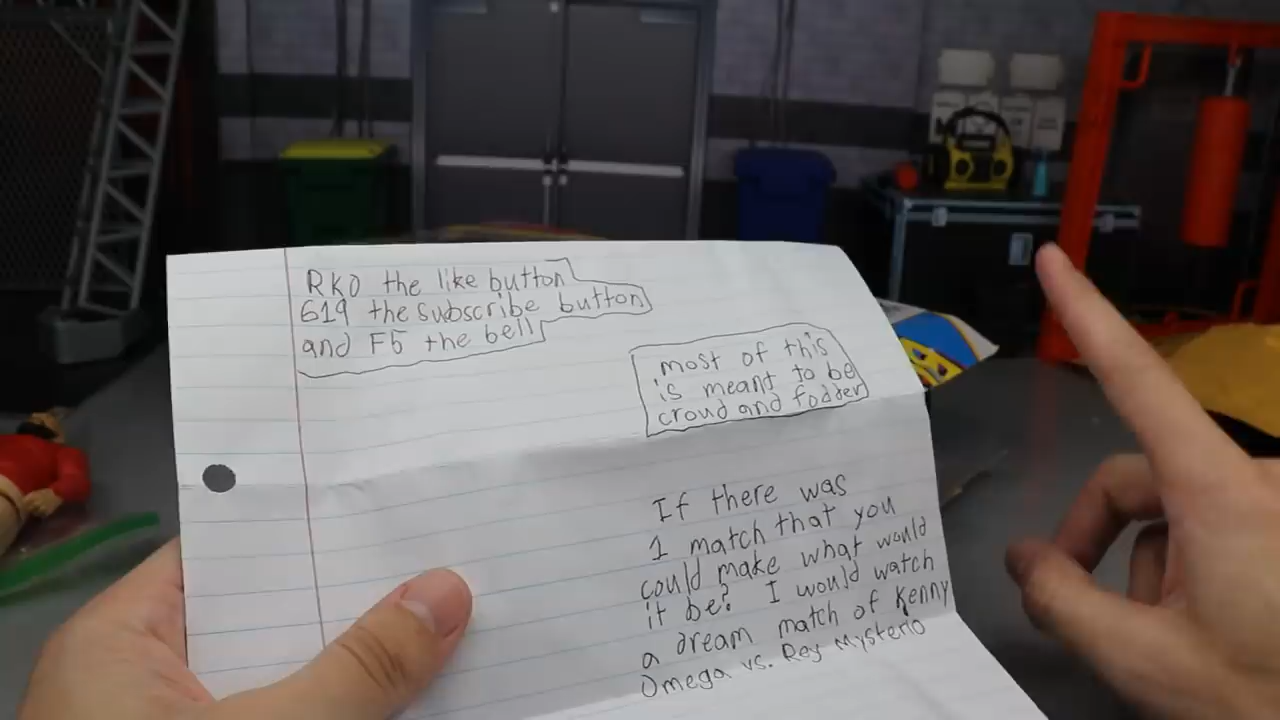 RKO the like button
619 the subscribe button
and F5 the bell
most of this
is meant to be
croud and fodder
If there was
1 match that you
could make what would
it be? I would watch
a dream match of Kenny
Omega vs. Rey Mysterio